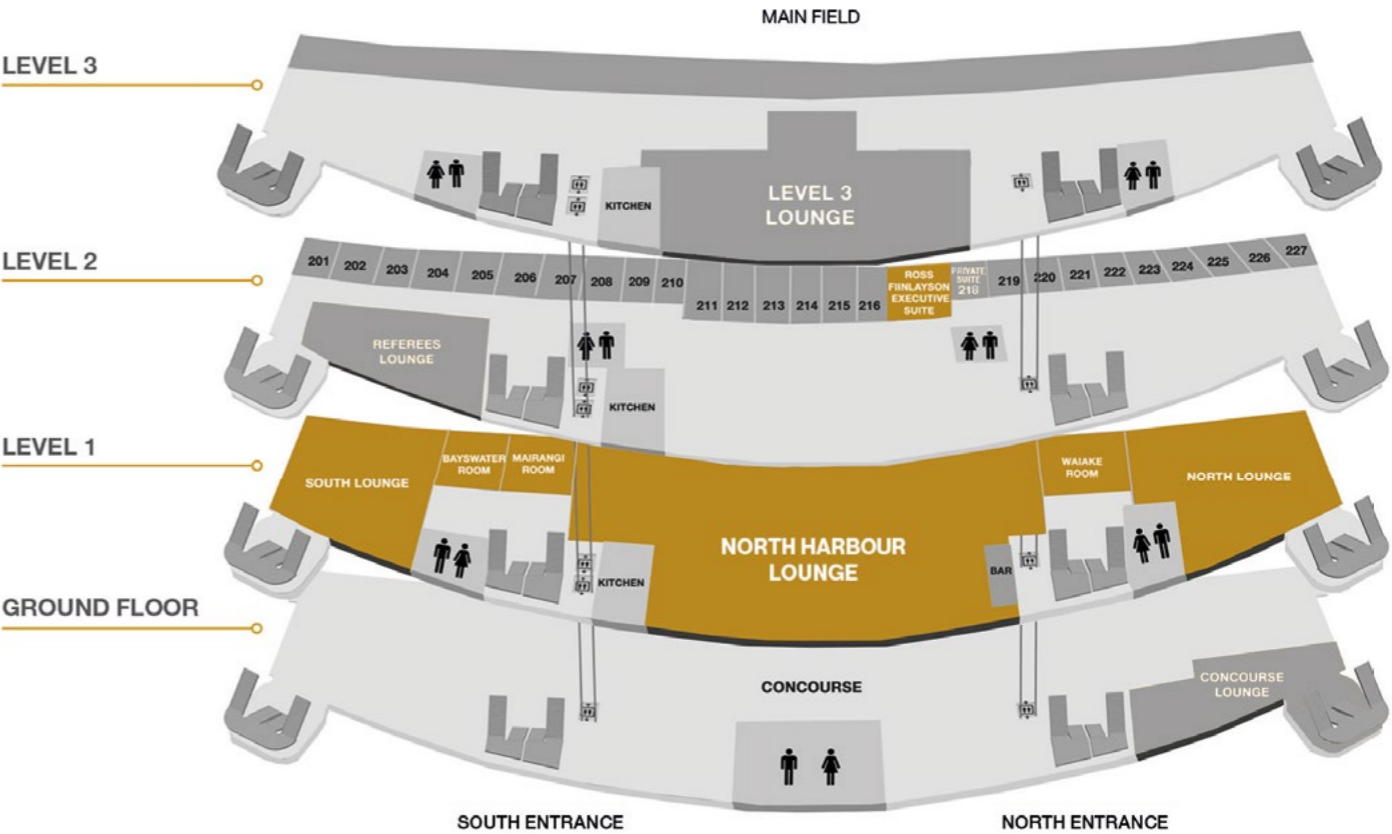 MAIN FIELD
LEVEL 3
KITCHEN
LEVEL 3
LOUNGE
LEVEL 2
201 202 203 204 205 206 207 208 209 210 211 212 213 214 215 216
ROSS
FIINLAYSON
EXECUTIVE
SUITE
PRIVATE
SUITE
218
219 220 221 222 223 224 225 226 227
REFEREES
LOUNGE
KITCHEN
LEVEL 1
SOUTH LOUNGE
BAYSWATER
ROOM
MAIRANGI
ROOM
WAIAKE
ROOM
NORTH LOUNGE
NORTH HARBOUR
LOUNGE
KITCHEN
BAR
GROUND FLOOR
CONCOURSE
CONCOURSE
LOUNGE
SOUTH ENTRANCE
NORTH ENTRANCE